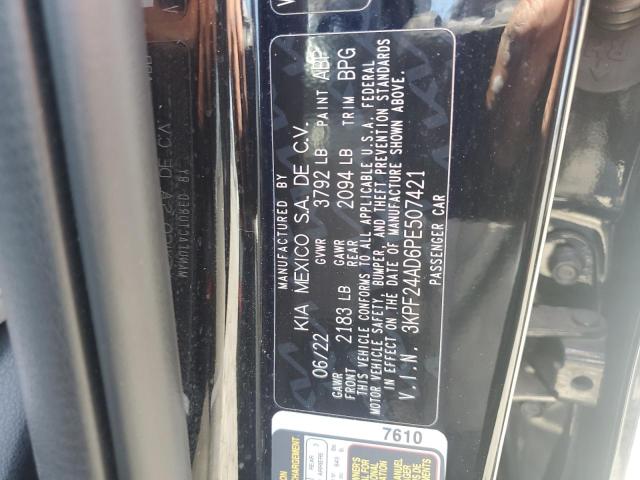 MANUFACTURED BY
KIA MEXICO S.A. DE C.V.
06/22 GVWR 3792 LB PAINT ABP
GAWR FRONT 2183 LB GAWR REAR 2094 LB TRIM BPG
THIS VEHICLE CONFORMS TO ALL APPLICABLE U.S.A. FEDERAL
MOTOR VEHICLE SAFETY, BUMPER, AND THEFT PREVENTION STANDARDS
IN EFFECT ON THE DATE OF MANUFACTURE SHOWN ABOVE.
V.I.N. 3KPF24AD6PE507421
PASSENGER CAR
7610
REAR
ARRIÈRE